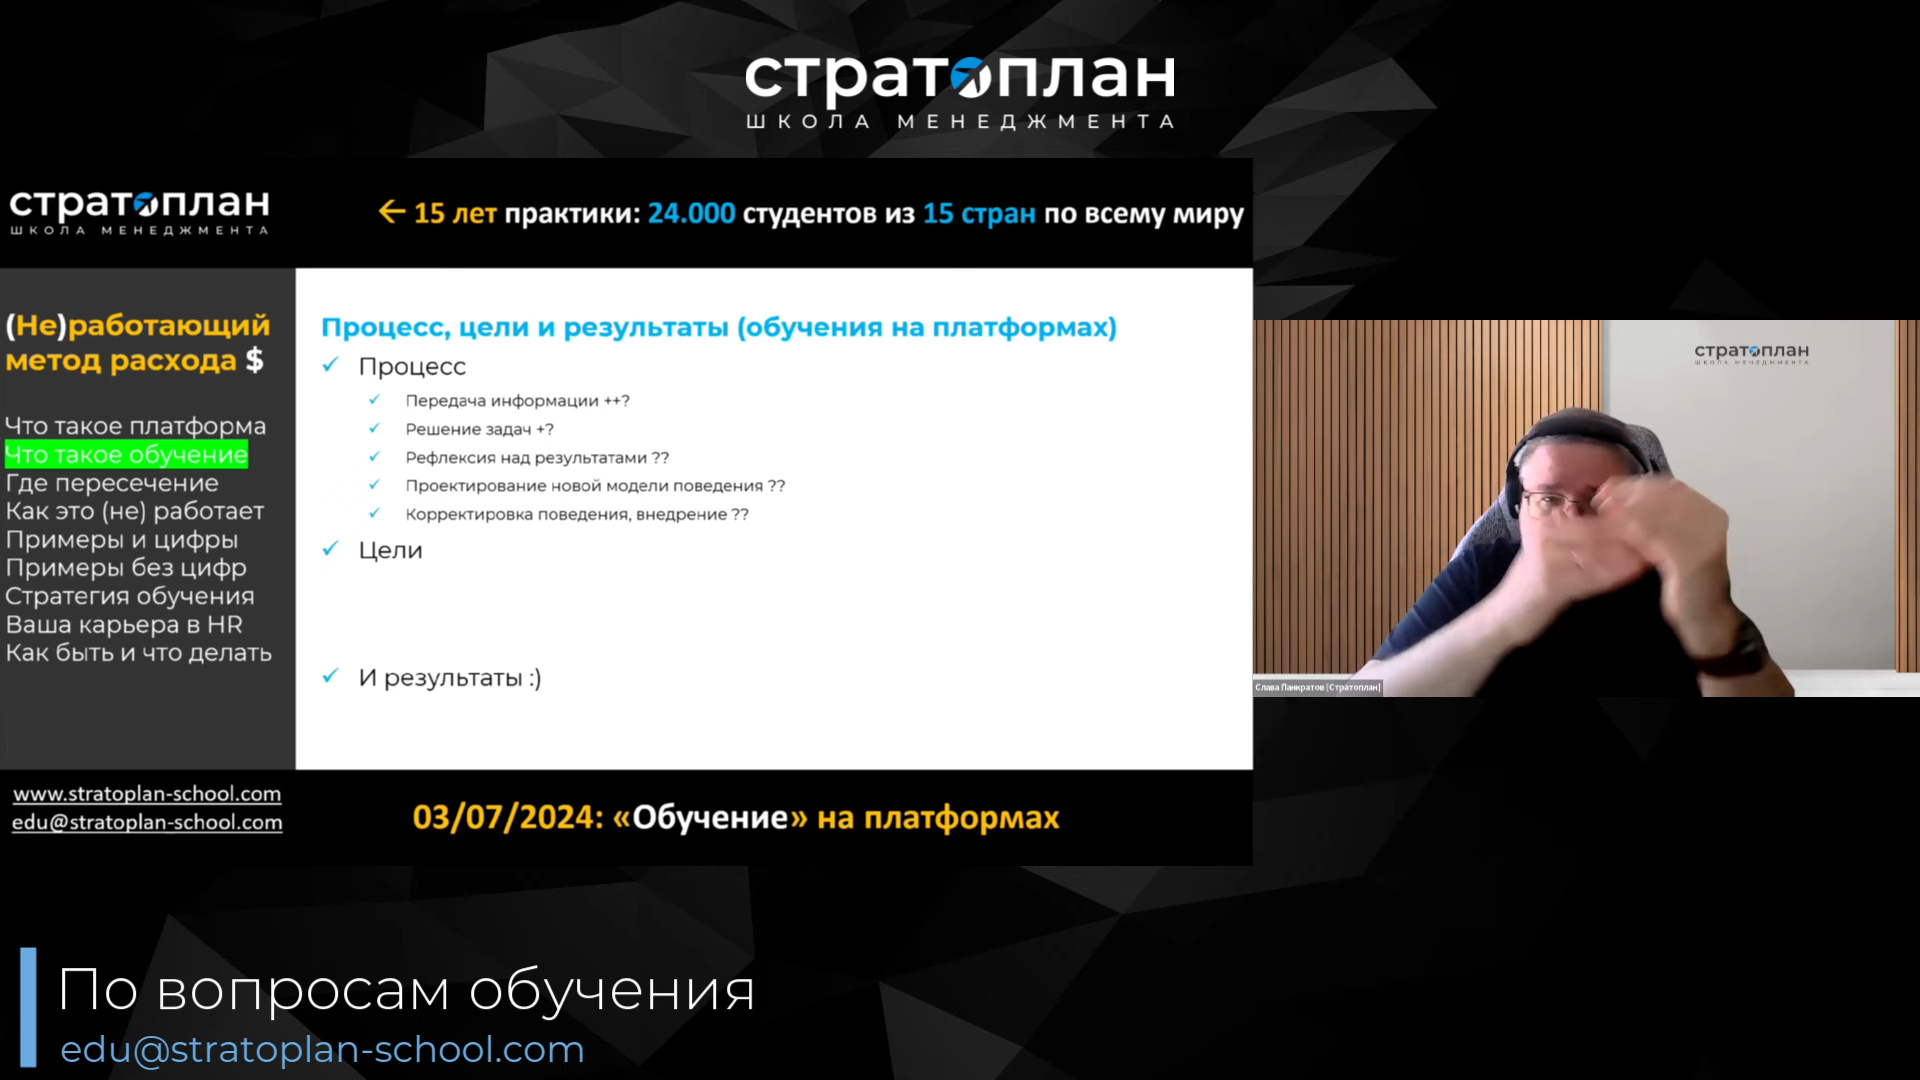 стратоплан
ШКОЛА МЕНЕДЖМЕНТА
стратоплан
ШКОЛА МЕНЕДЖМЕНТА
← 15 лет практики: 24.000 студентов из 15 стран по всему миру
(Не)работающий
метод расхода $
Что такое платформа
Что такое обучение
Где пересечение
Как это (не) работает
Примеры и цифры
Примеры без цифр
Стратегия обучения
Ваша карьера в HR
Как быть и что делать
Процесс, цели и результаты (обучения на платформах)
✓ Процесс
✓ Передача информации ++?
✓ Решение задач +?
✓ Рефлексия над результатами ??
✓ Проектирование новой модели поведения ??
✓ Корректировка поведения, внедрение ??
✓ Цели
✓ И результаты :)
стратоплан
ШКОЛА МЕНЕДЖМЕНТА
Слава Панкратов [Стратоплан]
www.stratoplan-school.com
edu@stratoplan-school.com
03/07/2024: «Обучение» на платформах
По вопросам обучения
edu@stratoplan-school.com